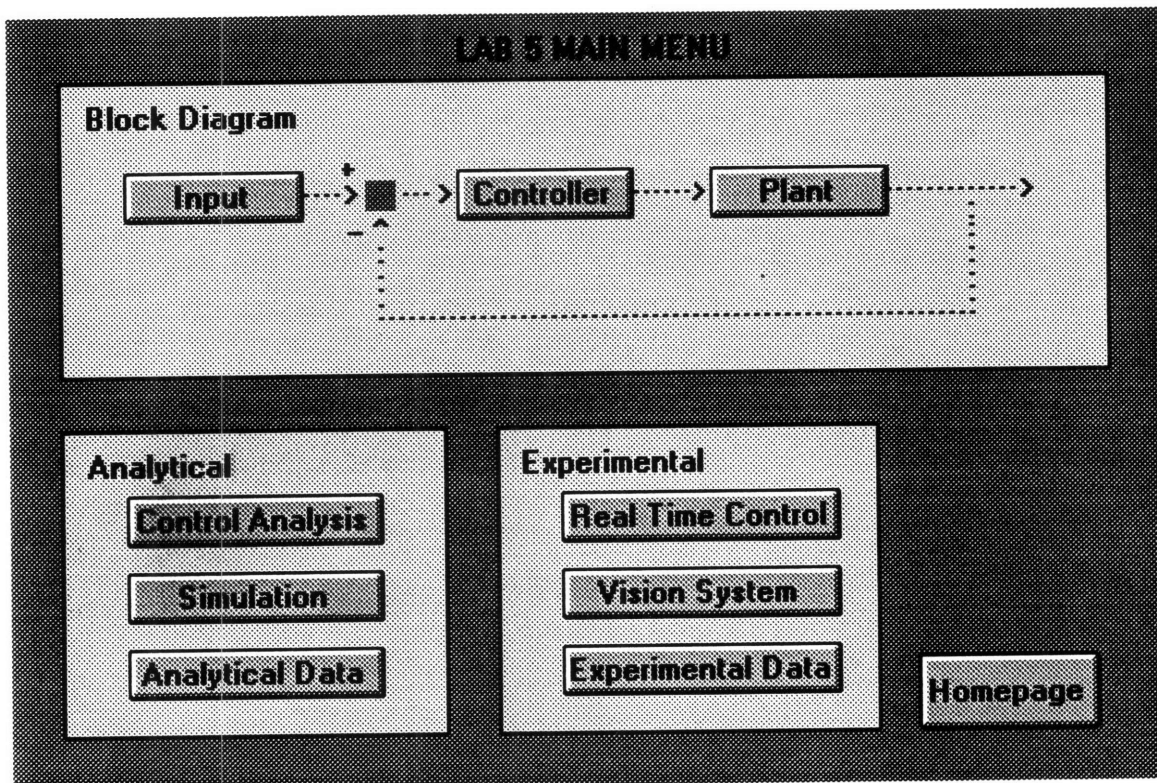 LAB 5 MAIN MENU
Block Diagram
+
Input
Controller
Plant
−
Analytical
Control Analysis
Simulation
Analytical Data
Experimental
Real Time Control
Vision System
Experimental Data
Homepage